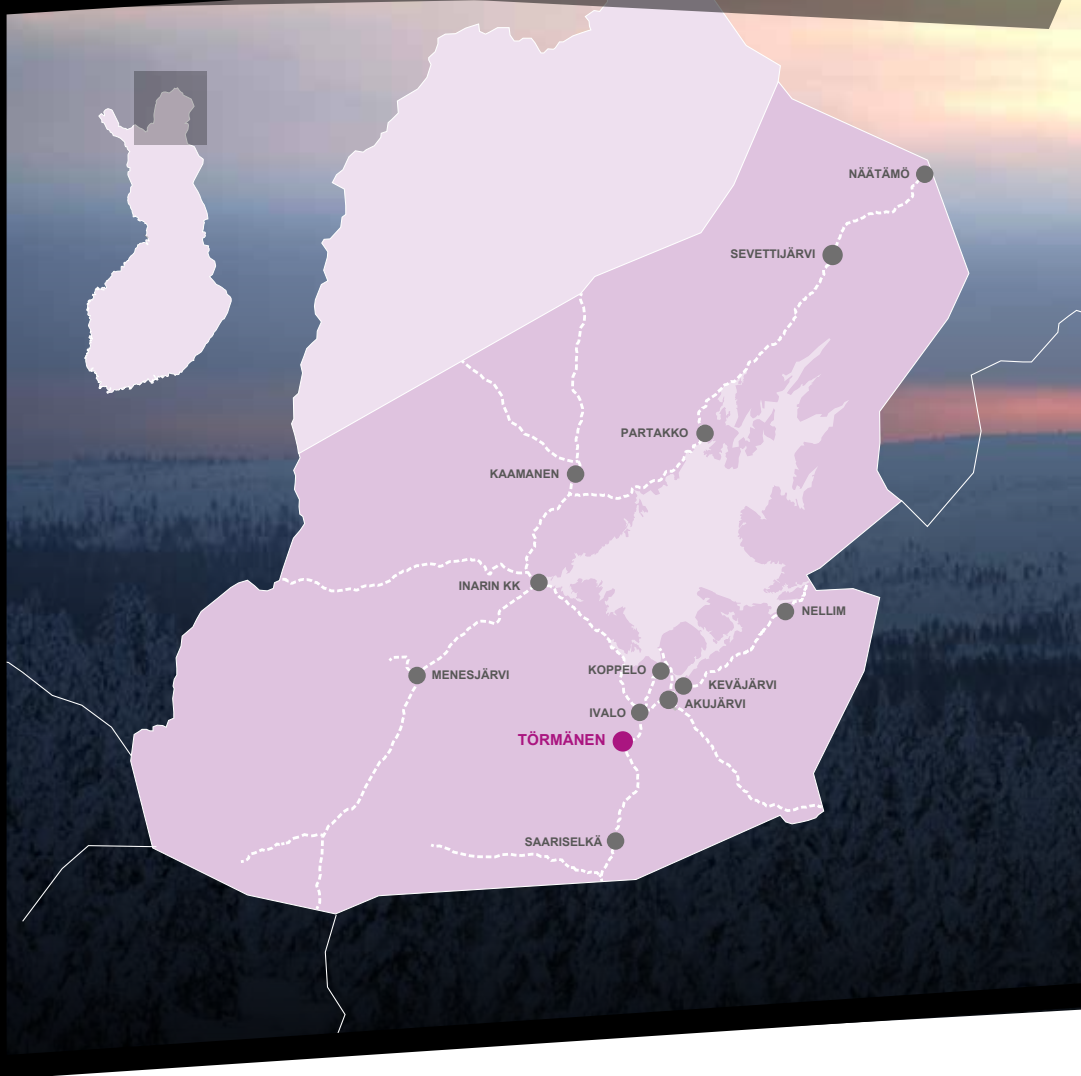 NÄÄTÄMÖ
SEVETTIJÄRVI
PARTAKKO
KAAMANEN
INARIN KK
NELLIM
MENESJÄRVI
KOPPELO
KEVÄJÄRVI
AKUJÄRVI
IVALO
TÖRMÄNEN
SAARISELKÄ